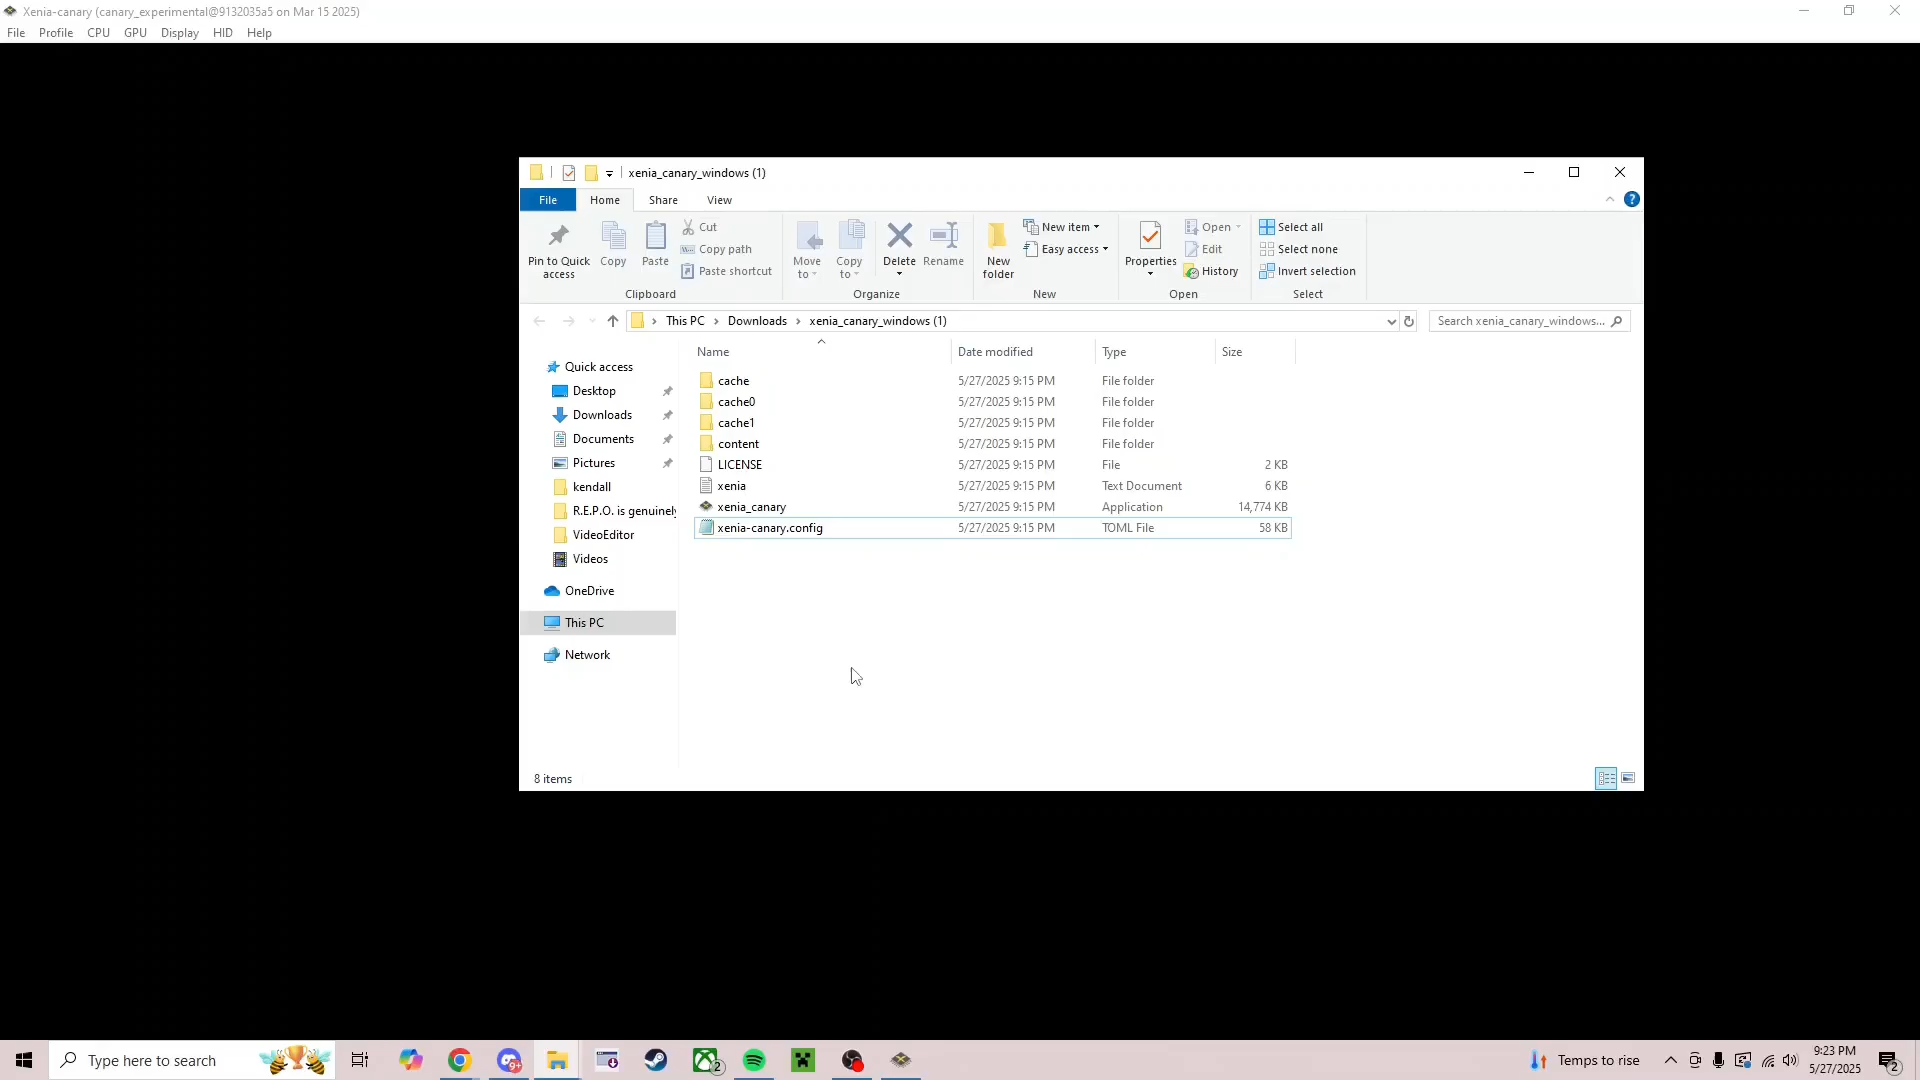 Xenia-canary (canary_experimental@9132035a5 on Mar 15 2025)
File Profile CPU GPU Display HID Help
xenia_canary_windows (1)
File Home Share View
Pin to Quick access
Copy
Paste
Cut
Copy path
Paste shortcut
Clipboard
Move to
Copy to
Delete
Rename
Organize
New folder
New item
Easy access
New
Properties
Open
Edit
History
Open
Select all
Select none
Invert selection
Select
This PC > Downloads > xenia_canary_windows (1)
Search xenia_canary_windows...
Quick access
Desktop
Downloads
Documents
Pictures
kendall
R.E.P.O. is genuinely
VideoEditor
Videos
OneDrive
This PC
Network
Name Date modified Type Size
cache 5/27/2025 9:15 PM File folder
cache0 5/27/2025 9:15 PM File folder
cache1 5/27/2025 9:15 PM File folder
content 5/27/2025 9:15 PM File folder
LICENSE 5/27/2025 9:15 PM File 2 KB
xenia 5/27/2025 9:15 PM Text Document 6 KB
xenia_canary 5/27/2025 9:15 PM Application 14,774 KB
xenia-canary.config 5/27/2025 9:15 PM TOML File 58 KB
8 items
Type here to search
9+
2
Temps to rise
9:23 PM
5/27/2025
2